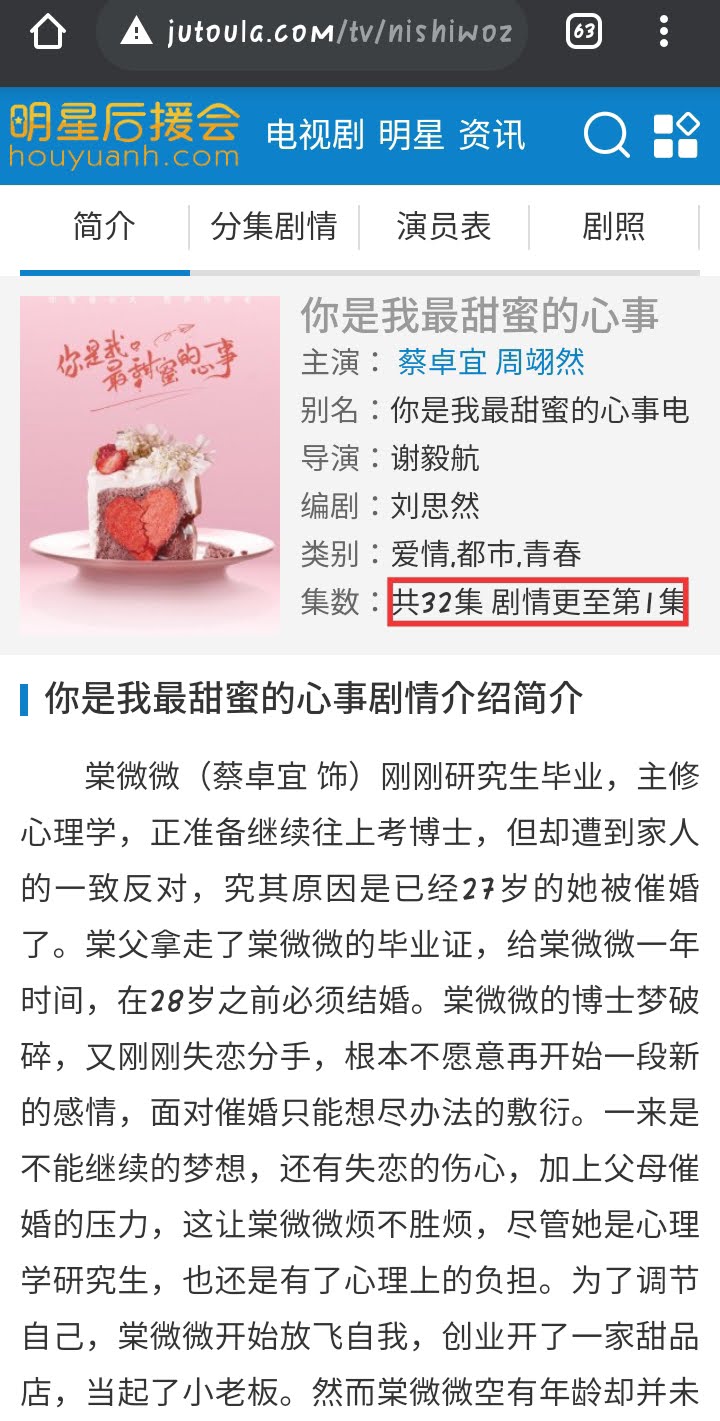 jutoula.com/tv/nishiwoz
63
明星后援会
houyuanh.com
电视剧 明星 资讯
简介 分集剧情 演员表 剧照
你是我最甜蜜的心事
你是我
最甜蜜的心事
主演： 蔡卓宜 周翊然
别名：你是我最甜蜜的心事电
导演：谢毅航
编剧：刘思然
类别：爱情,都市,青春
集数：共32集 剧情更至第1集
你是我最甜蜜的心事剧情介绍简介
棠微微（蔡卓宜 饰）刚刚研究生毕业，主修
心理学，正准备继续往上考博士，但却遭到家人
的一致反对，究其原因是已经27岁的她被催婚
了。棠父拿走了棠微微的毕业证，给棠微微一年
时间，在28岁之前必须结婚。棠微微的博士梦破
碎，又刚刚失恋分手，根本不愿意再开始一段新
的感情，面对催婚只能想尽办法的敷衍。一来是
不能继续的梦想，还有失恋的伤心，加上父母催
婚的压力，这让棠微微烦不胜烦，尽管她是心理
学研究生，也还是有了心理上的负担。为了调节
自己，棠微微开始放飞自我，创业开了一家甜品
店，当起了小老板。然而棠微微空有年龄却并未